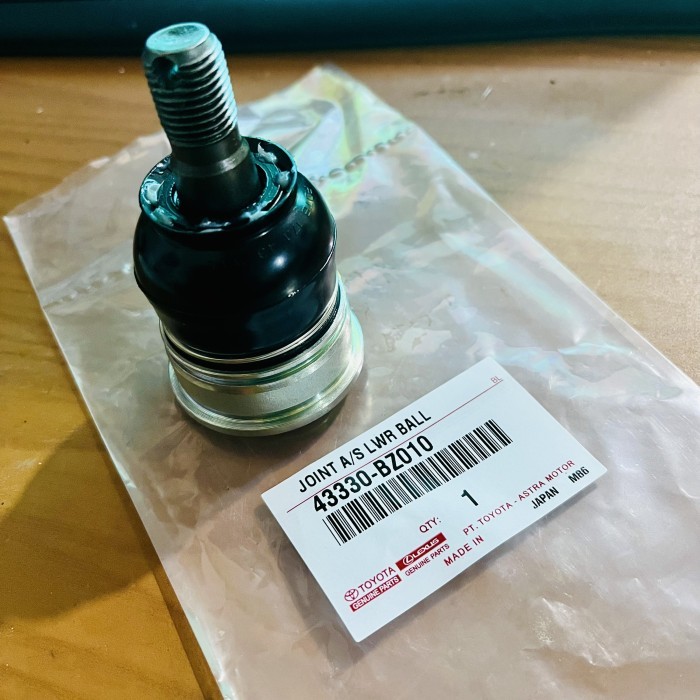 BL
JOINT A/S LWR BALL
43330-BZ010
QTY: 1
PT. TOYOTA - ASTRA MOTOR
TOYOTA
GENUINE PARTS
LEXUS
GENUINE PARTS
MADE IN JAPAN M86